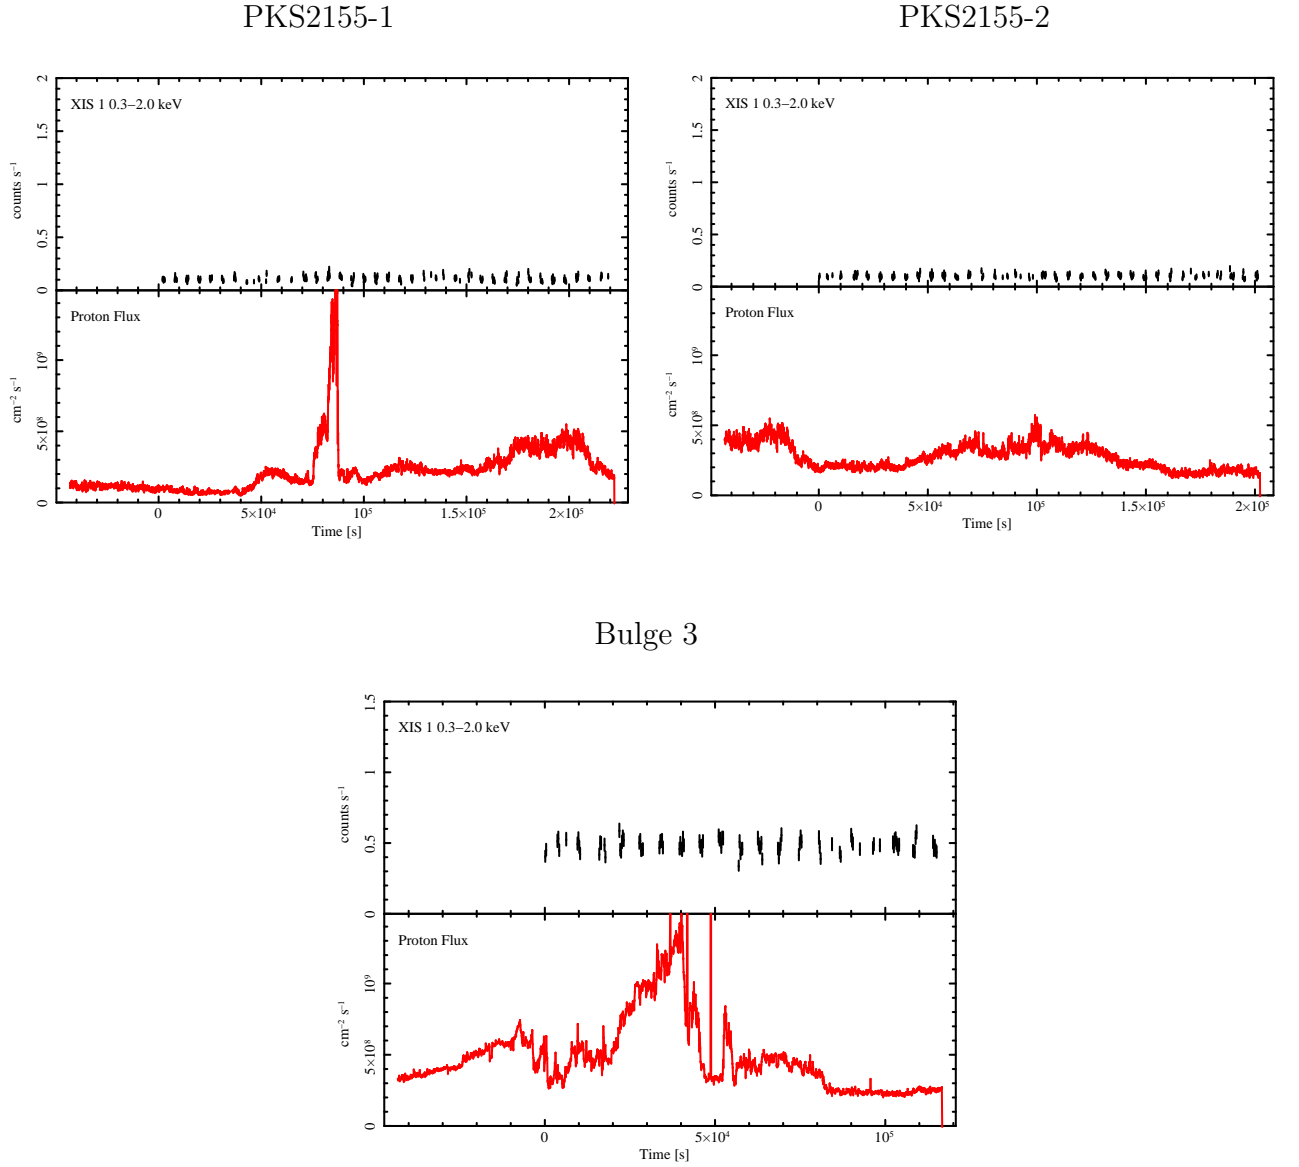 PKS2155-1
PKS2155-2
XIS 1 0.3–2.0 keV
counts s⁻¹
0
0.5
1
1.5
2
Proton Flux
cm⁻² s⁻¹
0
5×10⁸
10⁹
0
5×10⁴
10⁵
1.5×10⁵
2×10⁵
Time [s]
XIS 1 0.3–2.0 keV
counts s⁻¹
0
0.5
1
1.5
2
Proton Flux
cm⁻² s⁻¹
0
5×10⁸
10⁹
0
5×10⁴
10⁵
1.5×10⁵
2×10⁵
Time [s]
Bulge 3
XIS 1 0.3–2.0 keV
counts s⁻¹
0
0.5
1
1.5
Proton Flux
cm⁻² s⁻¹
0
5×10⁸
10⁹
0
5×10⁴
10⁵
Time [s]